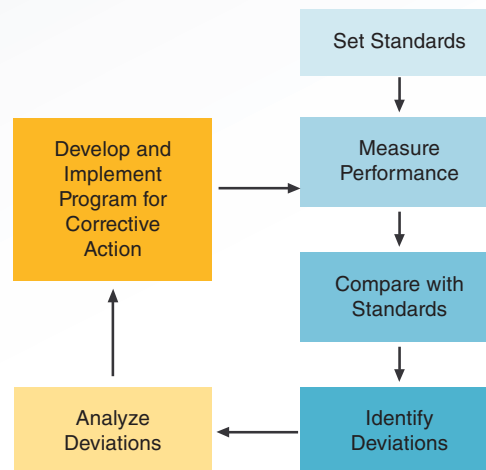 Set Standards
Measure
Performance
Compare with
Standards
Identify
Deviations
Analyze
Deviations
Develop and
Implement
Program for
Corrective
Action